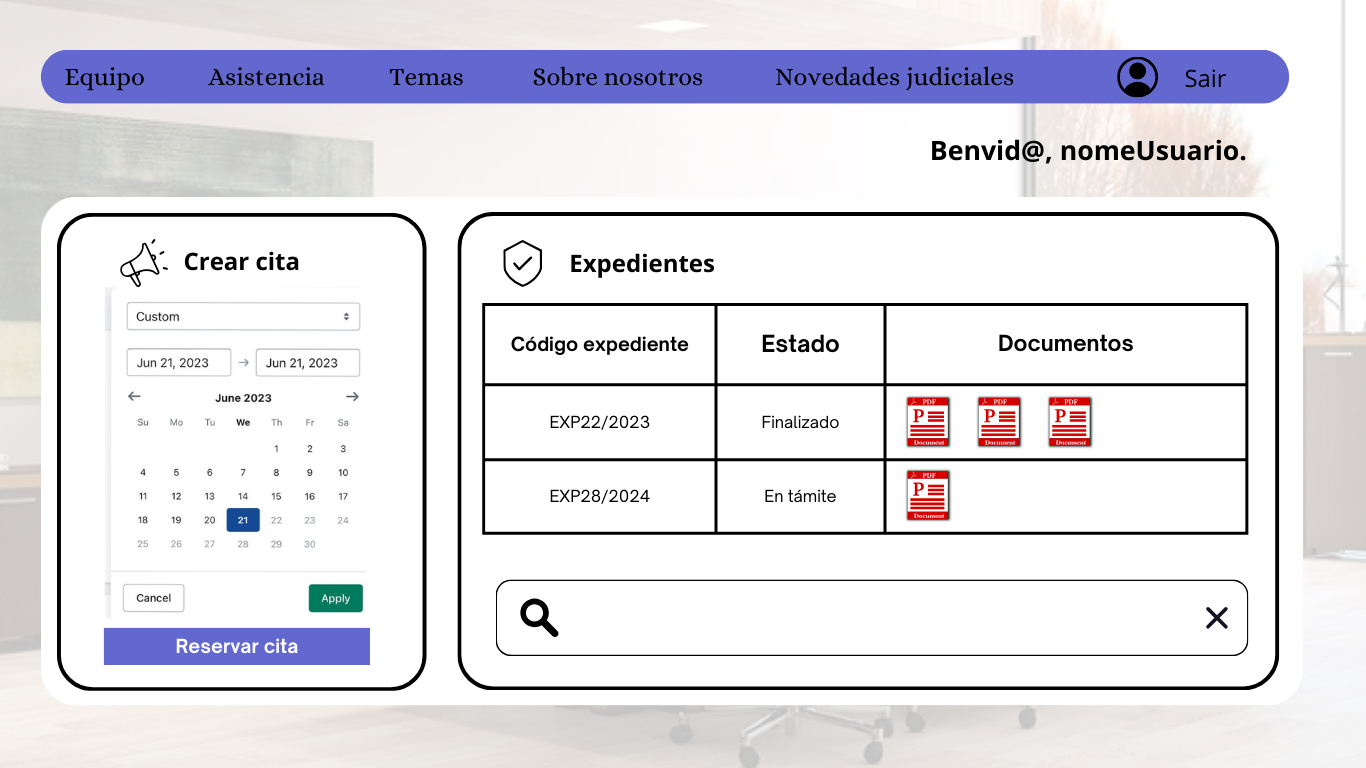 Equipo Asistencia Temas Sobre nosotros Novedades judiciales Sair
Benvid@, nomeUsuario.
Crear cita
Custom
Jun 21, 2023 → Jun 21, 2023
← June 2023 →
Su Mo Tu We Th Fr Sa
1 2 3
4 5 6 7 8 9 10
11 12 13 14 15 16 17
18 19 20 21 22 23 24
25 26 27 28 29 30
Cancel Apply
Reservar cita
Expedientes
Código expediente Estado Documentos
EXP22/2023 Finalizado PDF P Document PDF P Document PDF P Document
EXP28/2024 En támite PDF P Document